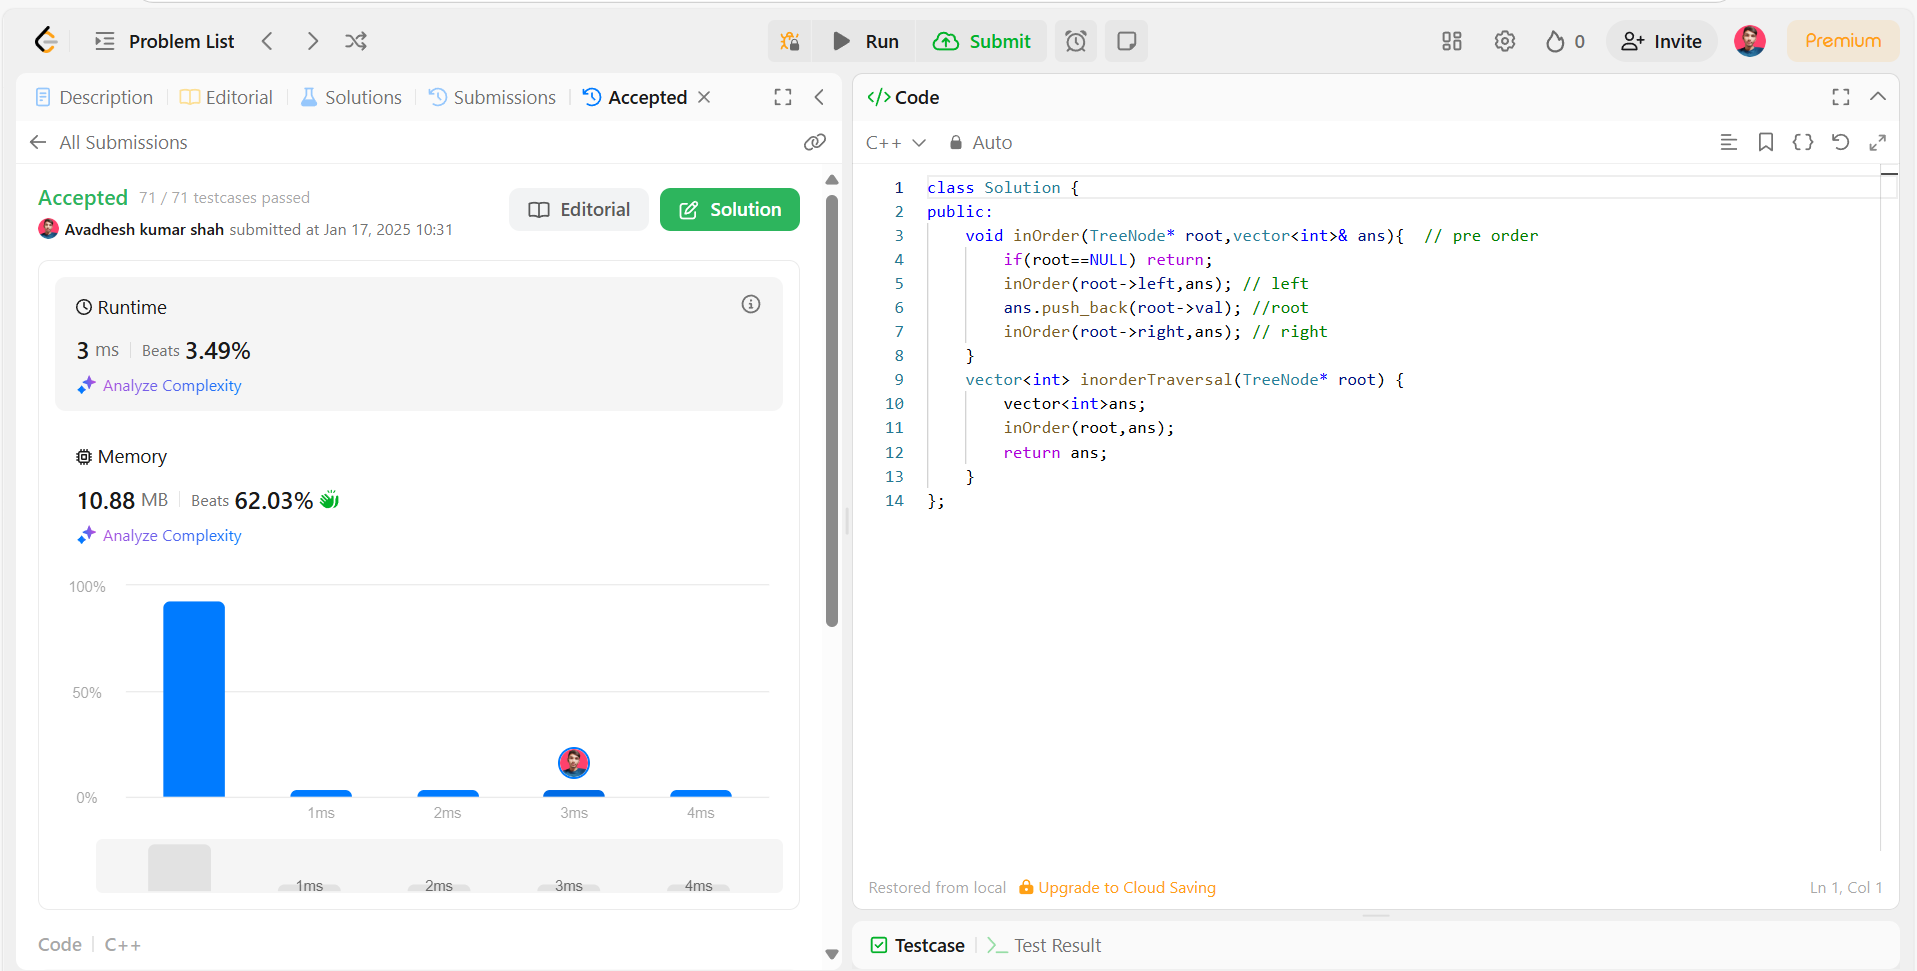 Problem List
Run
Submit
0
Invite
Premium
Description
Editorial
Solutions
Submissions
Accepted
All Submissions
Accepted 71 / 71 testcases passed
Avadhesh kumar shah submitted at Jan 17, 2025 10:31
Editorial
Solution
Runtime
3 ms Beats 3.49%
Analyze Complexity
Memory
10.88 MB Beats 62.03%
Analyze Complexity
100%
50%
0%
1ms 2ms 3ms 4ms
1ms 2ms 3ms 4ms
Code C++
</> Code
C++ Auto
1 class Solution {
2 public:
3     void inOrder(TreeNode* root,vector<int>& ans){  // pre order
4         if(root==NULL) return;
5         inOrder(root->left,ans); // left
6         ans.push_back(root->val); //root
7         inOrder(root->right,ans); // right
8     }
9     vector<int> inorderTraversal(TreeNode* root) {
10         vector<int>ans;
11         inOrder(root,ans);
12         return ans;
13     }
14 };
Restored from local Upgrade to Cloud Saving Ln 1, Col 1
Testcase
Test Result